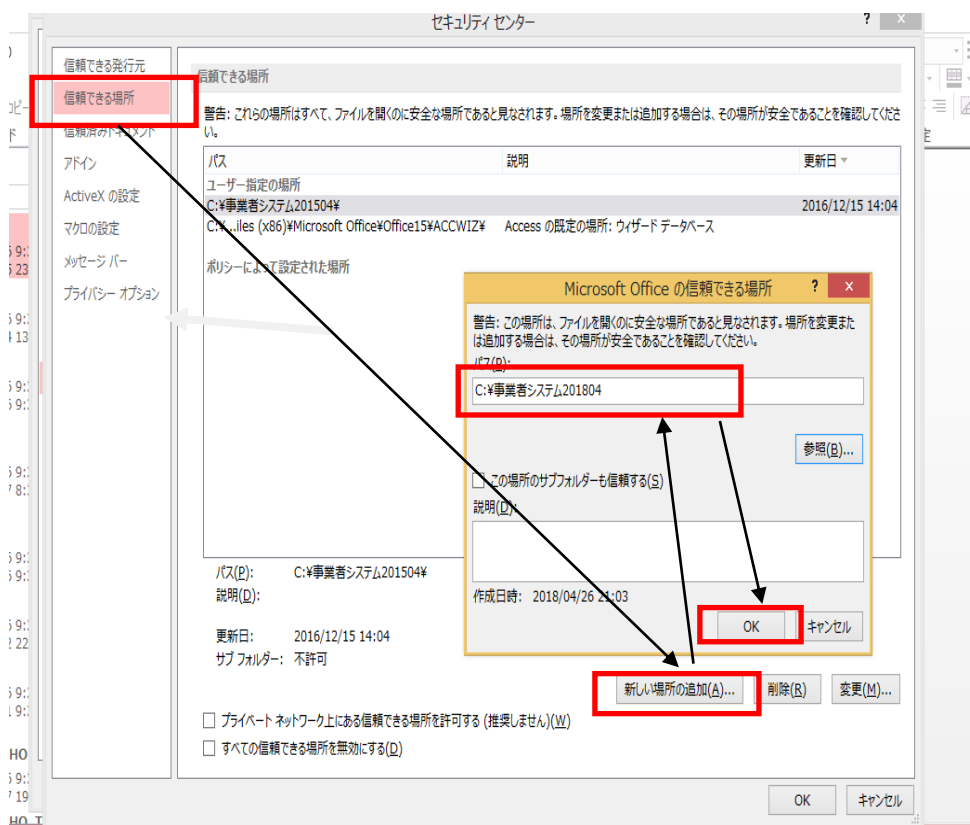 セキュリティ センター
?
x
信頼できる発行元
信頼できる場所
信頼済みドキュメント
アドイン
ActiveX の設定
マクロの設定
メッセージ バー
プライバシー オプション
信頼できる場所
警告: これらの場所はすべて、ファイルを開くのに安全な場所であると見なされます。場所を変更または追加する場合は、その場所が安全であることを確認してくださ
い。
パス 説明 更新日
ユーザー指定の場所
C:¥事業者システム201504¥ 2016/12/15 14:04
C:¥...iles (x86)¥Microsoft Office¥Office15¥ACCWIZ¥ Access の既定の場所: ウィザード データベース
ポリシーによって設定された場所
Microsoft Office の信頼できる場所 ? x
警告: この場所は、ファイルを開くのに安全な場所であると見なされます。場所を変更また
は追加する場合は、その場所が安全であることを確認してください。
パス(P):
C:¥事業者システム201804
参照(B)...
この場所のサブフォルダーも信頼する(S)
説明(D):
作成日時: 2018/04/26 21:03
OK キャンセル
パス(P): C:¥事業者システム201504¥
説明(D):
更新日: 2016/12/15 14:04
サブ フォルダー: 不許可
新しい場所の追加(A)... 削除(R) 変更(M)...
プライベート ネットワーク上にある信頼できる場所を許可する (推奨しません)(W)
すべての信頼できる場所を無効にする(D)
OK キャンセル